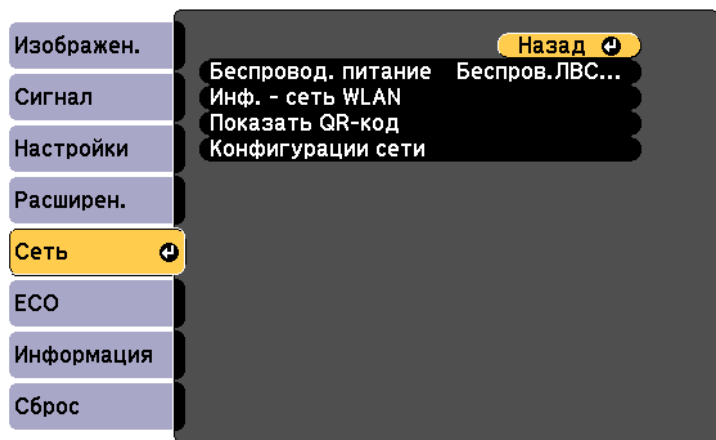 Изображен.
Сигнал
Настройки
Расширен.
Сеть
ECO
Информация
Сброс
Назад
Беспровод. питание Беспров.ЛВС...
Инф. - сеть WLAN
Показать QR-код
Конфигурации сети